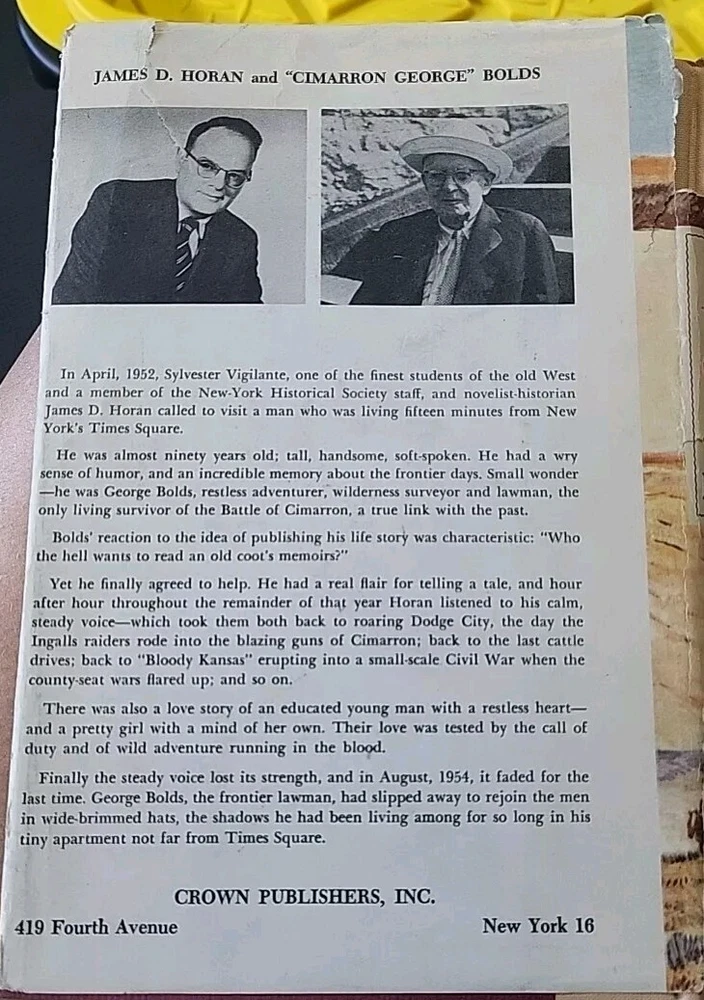 JAMES D. HORAN and "CIMARRON GEORGE" BOLDS
In April, 1952, Sylvester Vigilante, one of the finest students of the old West
and a member of the New-York Historical Society staff, and novelist-historian
James D. Horan called to visit a man who was living fifteen minutes from New
York's Times Square.
He was almost ninety years old; tall, handsome, soft-spoken. He had a wry
sense of humor, and an incredible memory about the frontier days. Small wonder
—he was George Bolds, restless adventurer, wilderness surveyor and lawman, the
only living survivor of the Battle of Cimarron, a true link with the past.
Bolds' reaction to the idea of publishing his life story was characteristic: "Who
the hell wants to read an old coot's memoirs?"
Yet he finally agreed to help. He had a real flair for telling a tale, and hour
after hour throughout the remainder of that year Horan listened to his calm,
steady voice—which took them both back to roaring Dodge City, the day the
Ingalls raiders rode into the blazing guns of Cimarron; back to the last cattle
drives; back to "Bloody Kansas" erupting into a small-scale Civil War when the
county-seat wars flared up; and so on.
There was also a love story of an educated young man with a restless heart—
and a pretty girl with a mind of her own. Their love was tested by the call of
duty and of wild adventure running in the blood.
Finally the steady voice lost its strength, and in August, 1954, it faded for the
last time. George Bolds, the frontier lawman, had slipped away to rejoin the men
in wide-brimmed hats, the shadows he had been living among for so long in his
tiny apartment not far from Times Square.
CROWN PUBLISHERS, INC.
419 Fourth Avenue New York 16